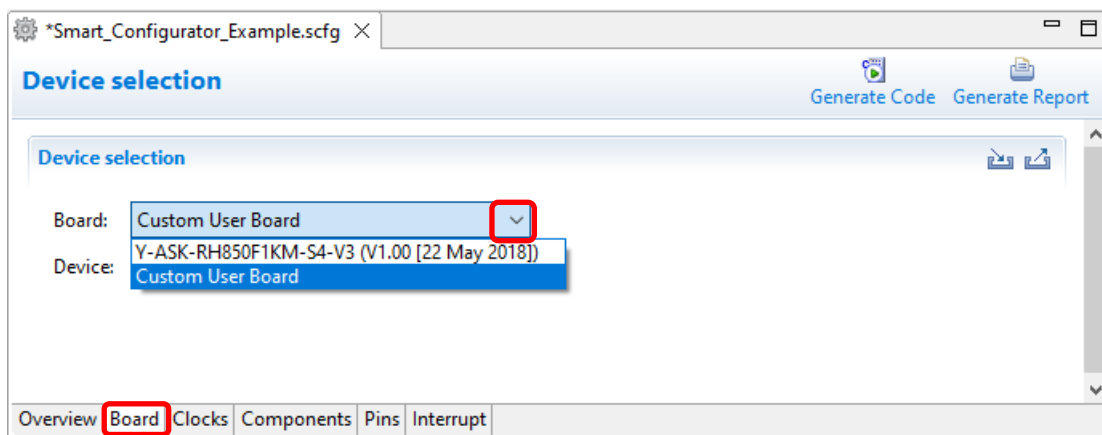 *Smart_Configurator_Example.scfg
Device selection
Generate Code Generate Report
Device selection
Board: Custom User Board
Y-ASK-RH850F1KM-S4-V3 (V1.00 [22 May 2018])
Device:
Custom User Board
Overview Board Clocks Components Pins Interrupt